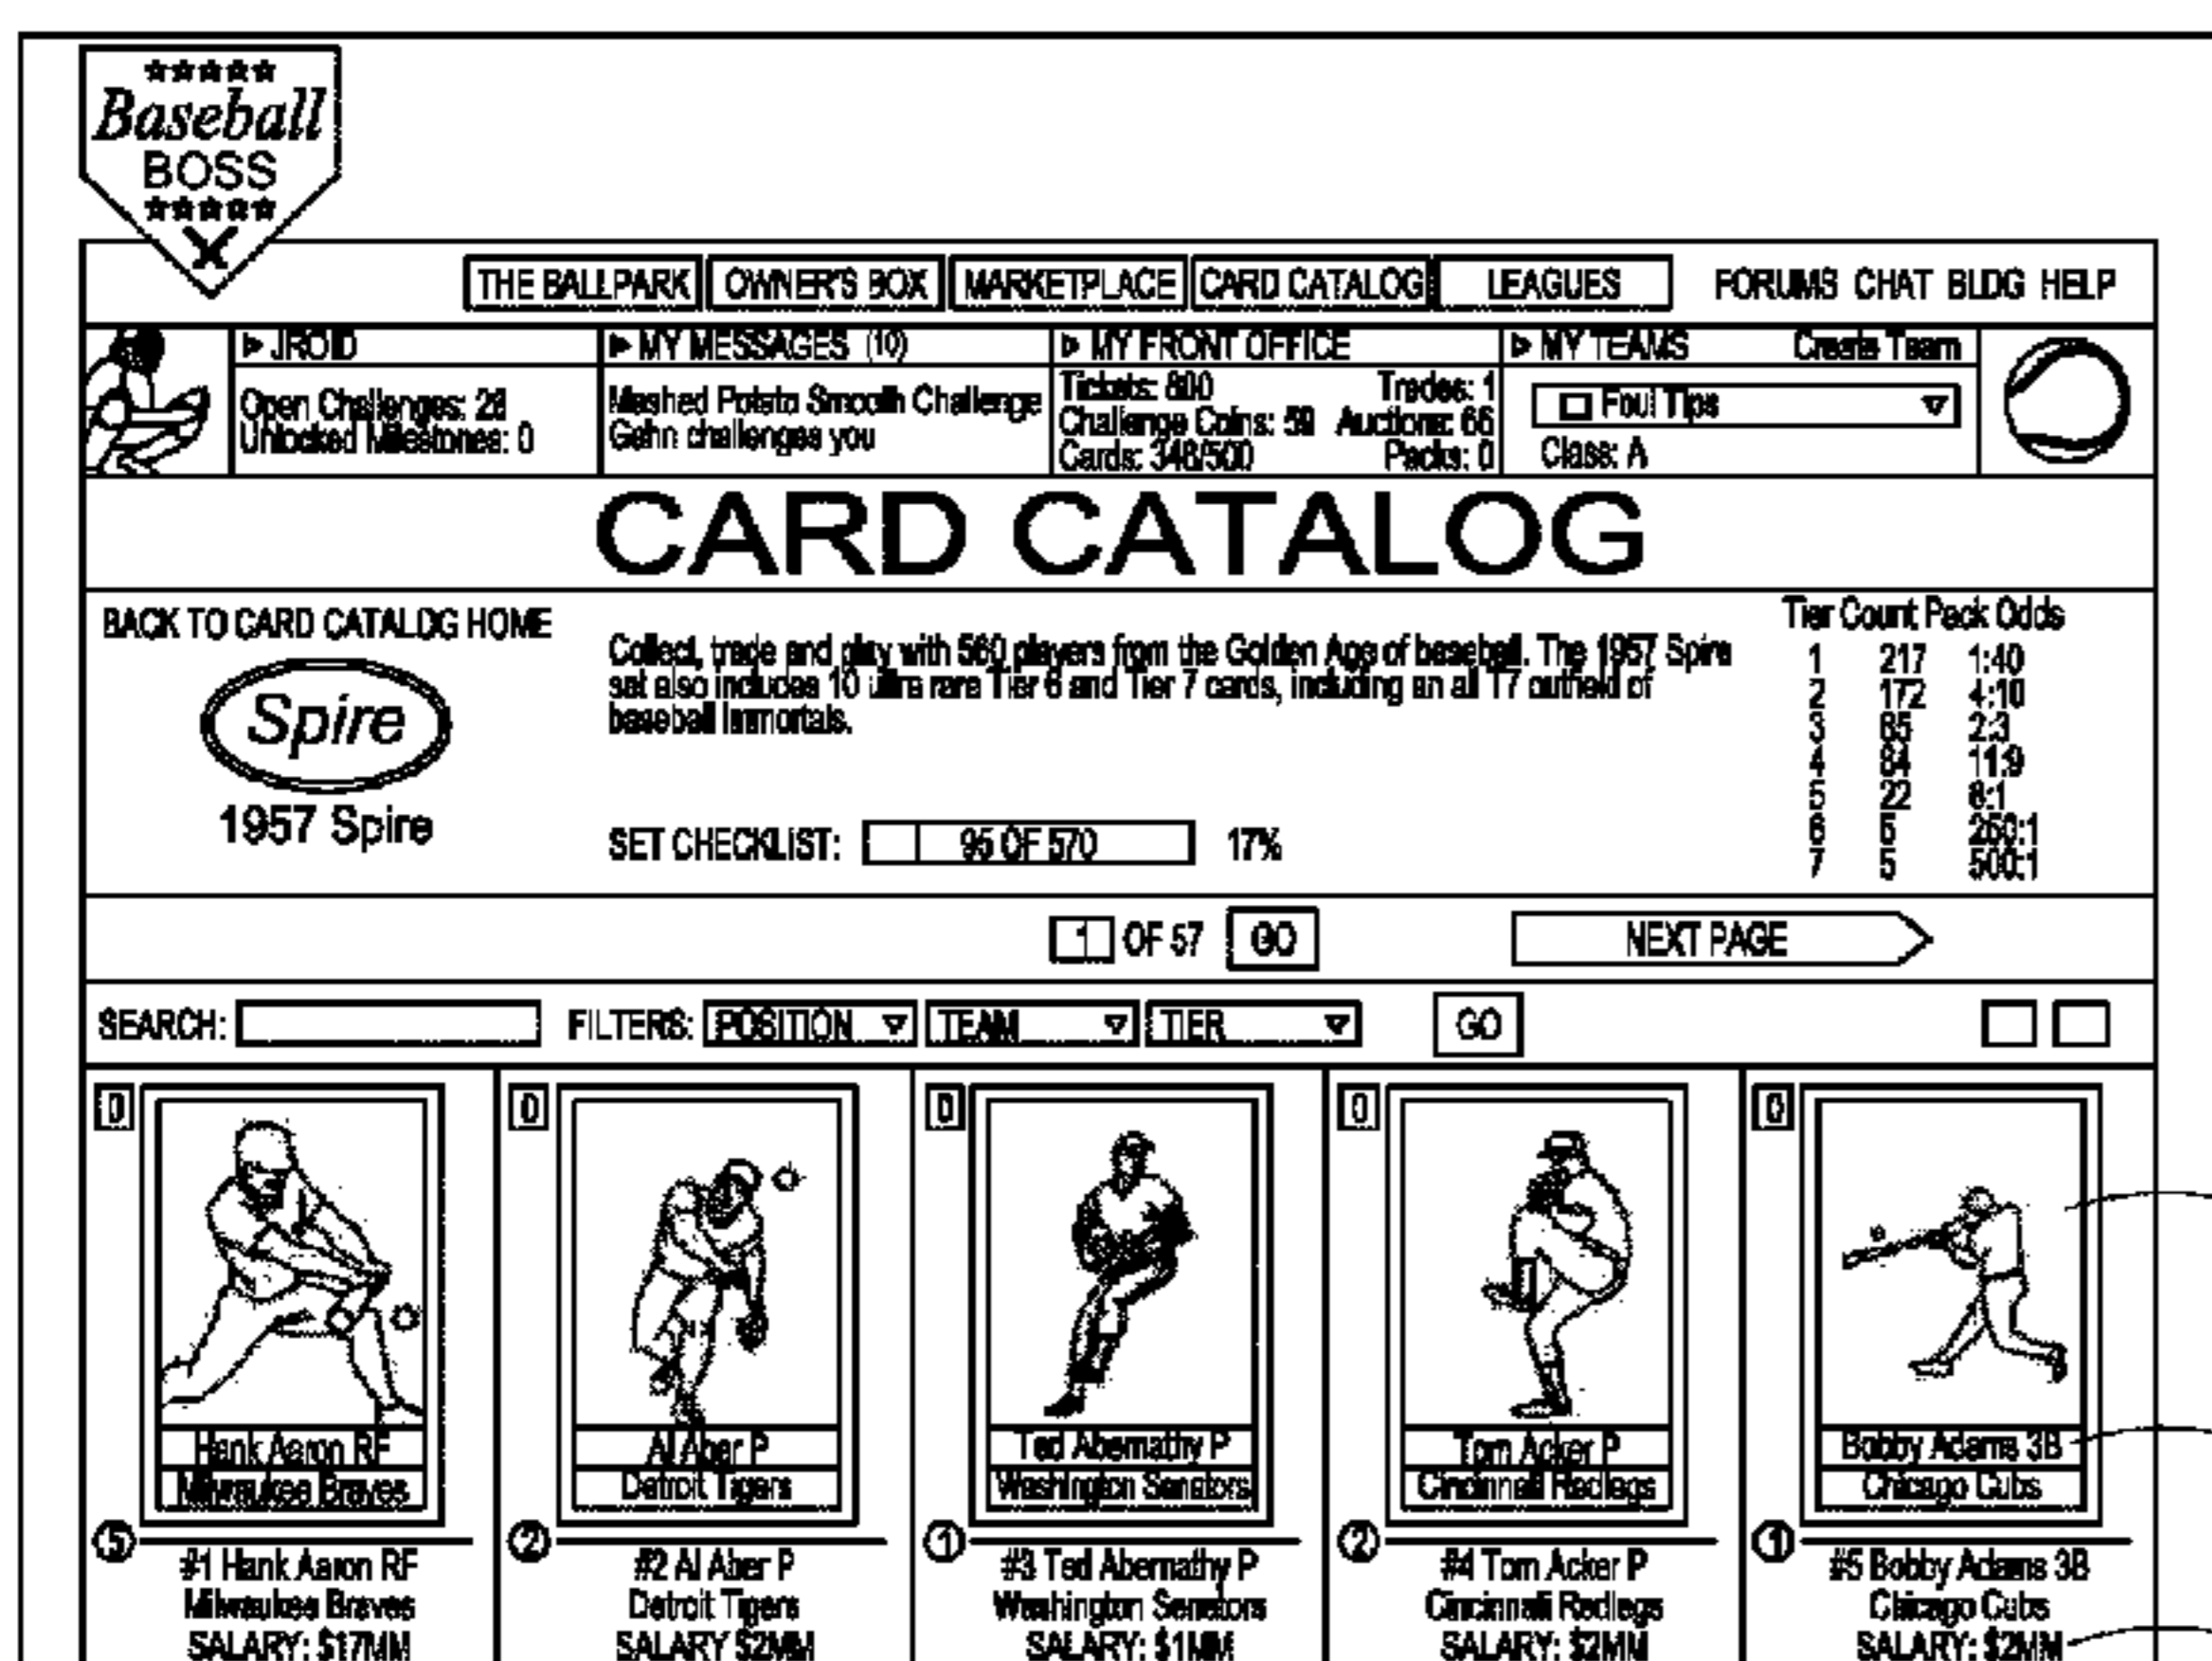 Baseball
BOSS
THE BALLPARK OWNER'S BOX MARKETPLACE CARD CATALOG LEAGUES FORUMS CHAT BLDG HELP
JROID MY MESSAGES (10) MY FRONT OFFICE MY TEAMS Create Team
Open Challenges: 28
Unlocked Milestones: 0
Mashed Potato Smooth Challenge
Gehn challenges you
Tickets: 800 Trades: 1
Challenge Coins: 59 Auctions: 66
Cards: 348/500 Packs: 0
Foul Tips
Class: A
CARD CATALOG
BACK TO CARD CATALOG HOME
Spire
1957 Spire
Collect, trade and play with 560 players from the Golden Age of baseball. The 1957 Spire
set also includes 10 ultra rare Tier 6 and Tier 7 cards, including an all T7 outfield of
baseball immortals.
SET CHECKLIST: 95 OF 570 17%
Tier Count Pack Odds
1 217 1:40
2 172 4:10
3 65 2:3
4 84 11:9
5 22 8:1
6 5 250:1
7 5 500:1
1 OF 57 GO NEXT PAGE
SEARCH: FILTERS: POSITION TEAM TIER GO
0 0 0 0 0
Hank Aaron RF
Milwaukee Braves
Al Aber P
Detroit Tigers
Ted Abernathy P
Washington Senators
Tom Acker P
Cincinnati Redlegs
Bobby Adams 3B
Chicago Cubs
5 2 1 2 1
#1 Hank Aaron RF
Milwaukee Braves
SALARY: $17MM
#2 Al Aber P
Detroit Tigers
SALARY $2MM
#3 Ted Abernathy P
Washington Senators
SALARY: $1MM
#4 Tom Acker P
Cincinnati Redlegs
SALARY: $2MM
#5 Bobby Adams 3B
Chicago Cubs
SALARY: $2MM